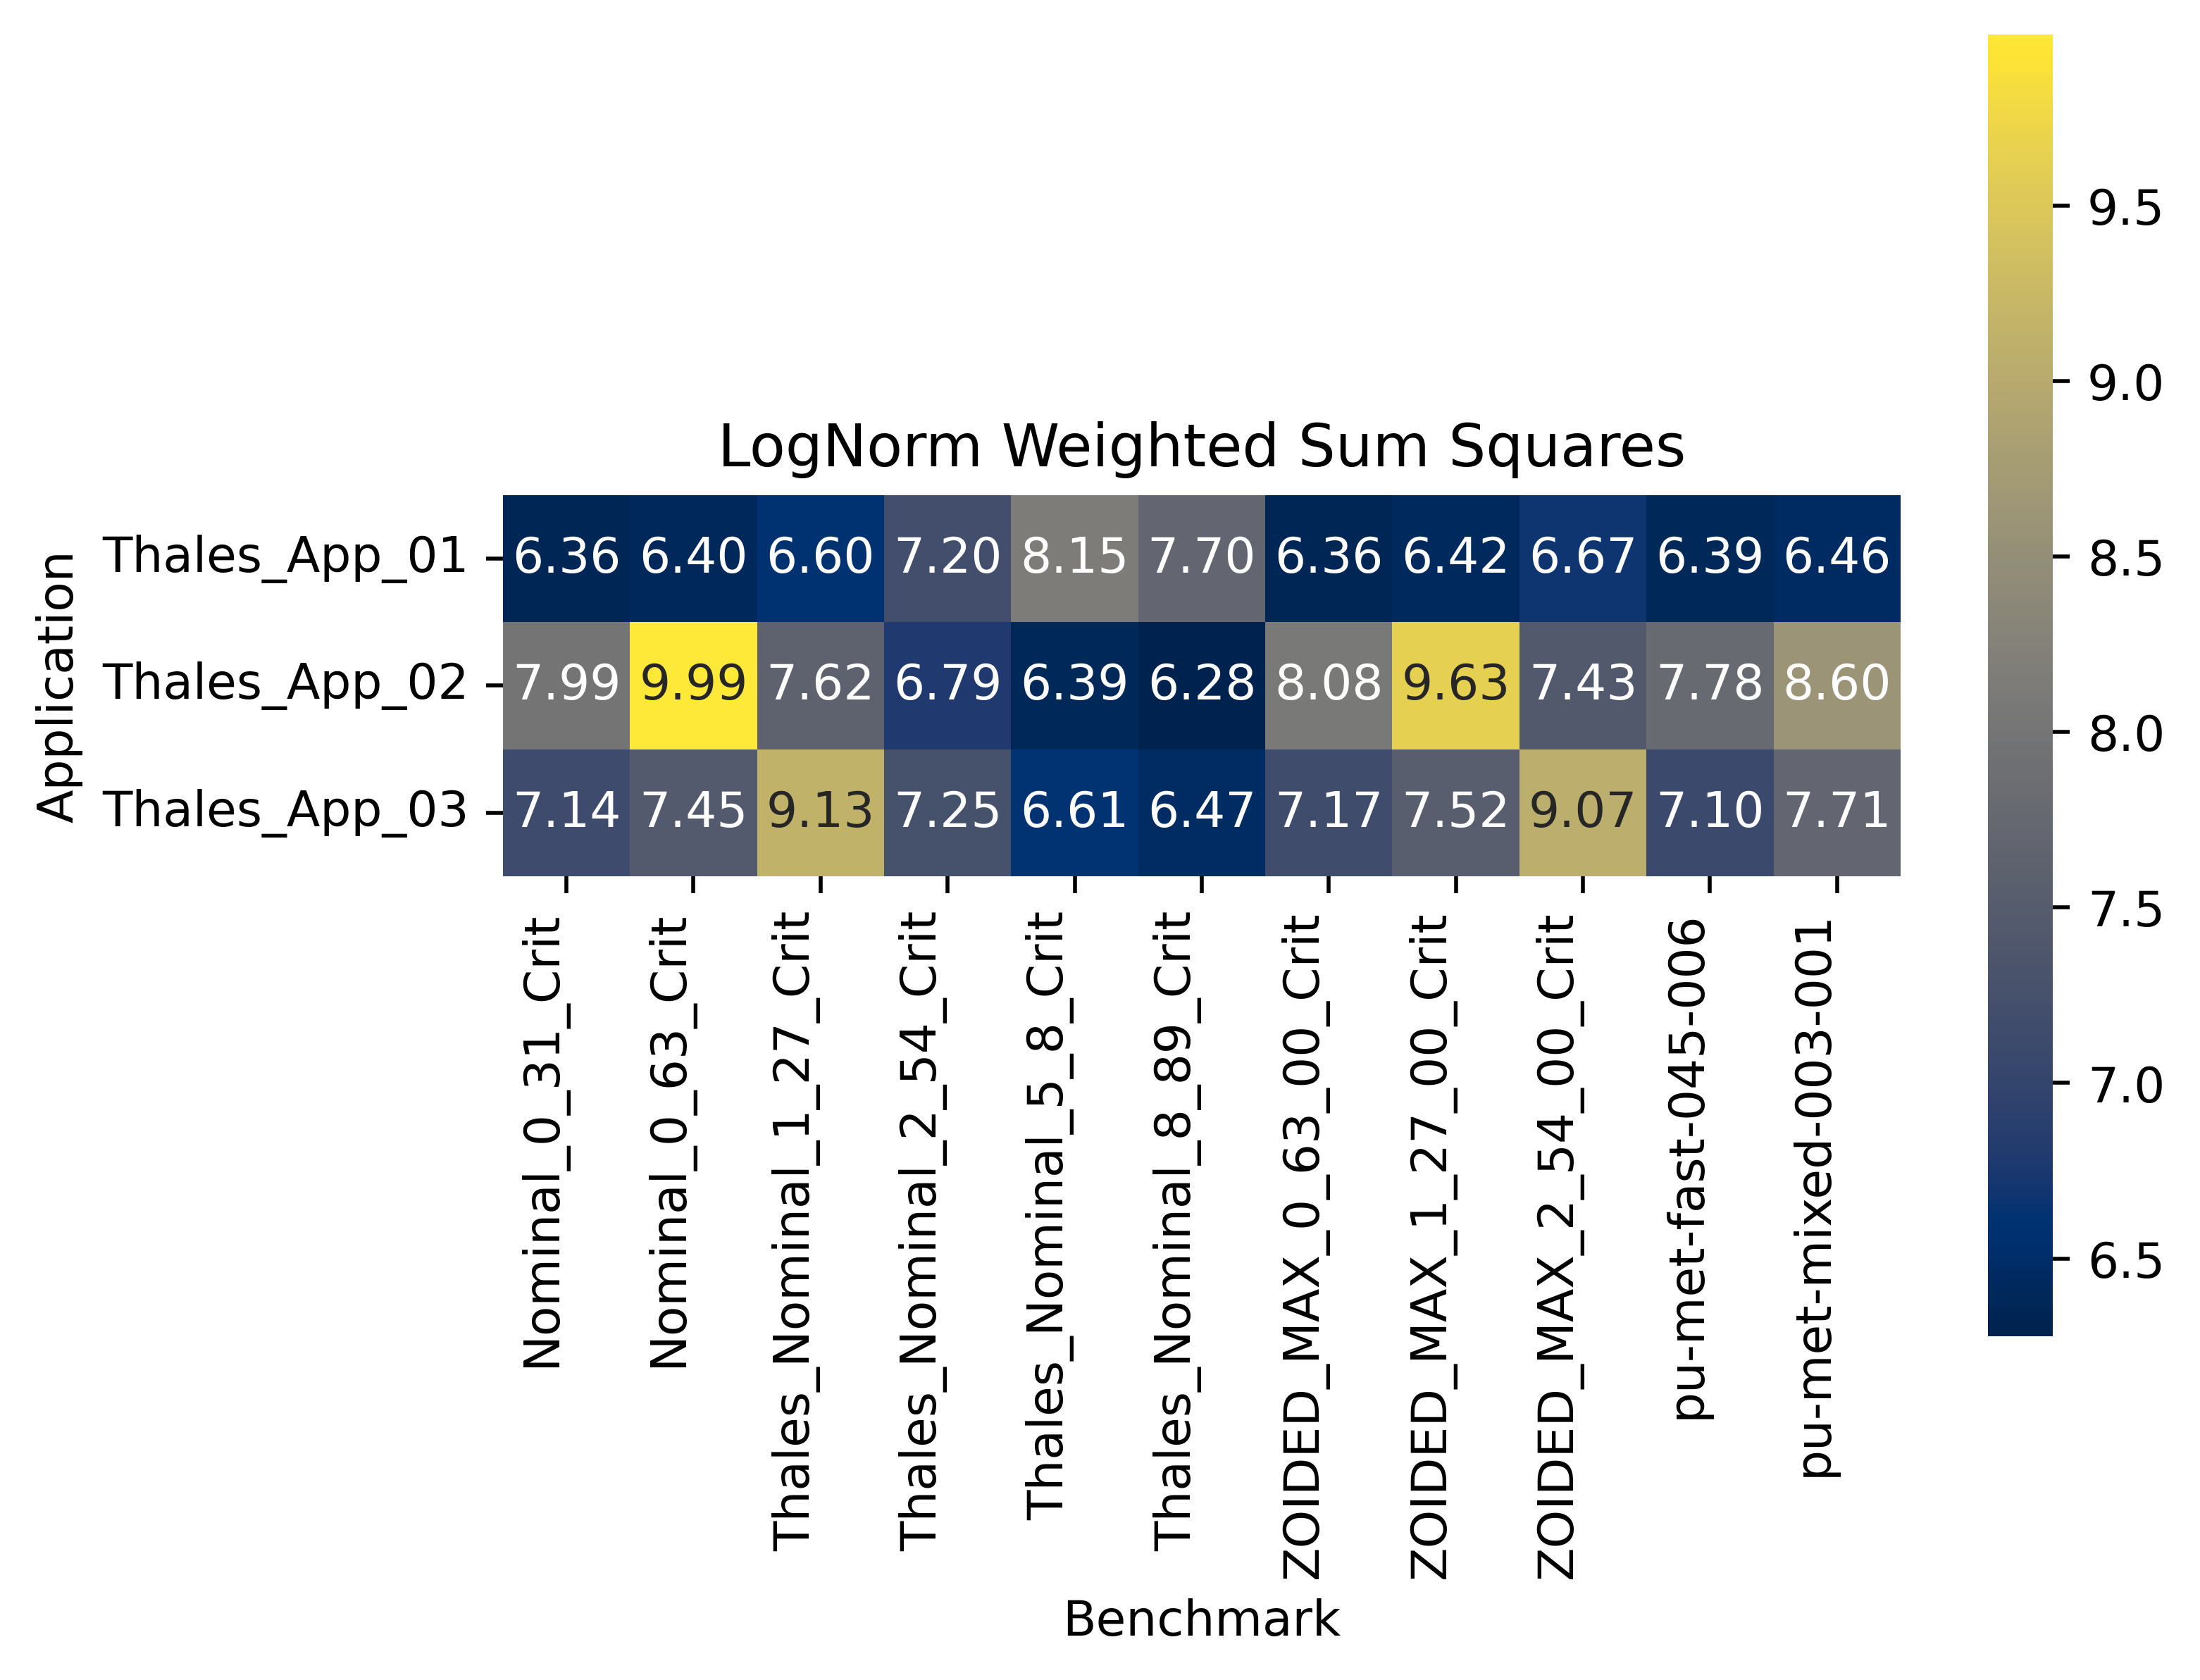 LogNorm Weighted Sum Squares
Application
Thales_App_01 6.36 6.40 6.60 7.20 8.15 7.70 6.36 6.42 6.67 6.39 6.46
Thales_App_02 7.99 9.99 7.62 6.79 6.39 6.28 8.08 9.63 7.43 7.78 8.60
Thales_App_03 7.14 7.45 9.13 7.25 6.61 6.47 7.17 7.52 9.07 7.10 7.71
Nominal_0_31_Crit
Nominal_0_63_Crit
Thales_Nominal_1_27_Crit
Thales_Nominal_2_54_Crit
Thales_Nominal_5_8_Crit
Thales_Nominal_8_89_Crit
ZOIDED_MAX_0_63_00_Crit
ZOIDED_MAX_1_27_00_Crit
ZOIDED_MAX_2_54_00_Crit
pu-met-fast-045-006
pu-met-mixed-003-001
Benchmark
9.5
9.0
8.5
8.0
7.5
7.0
6.5